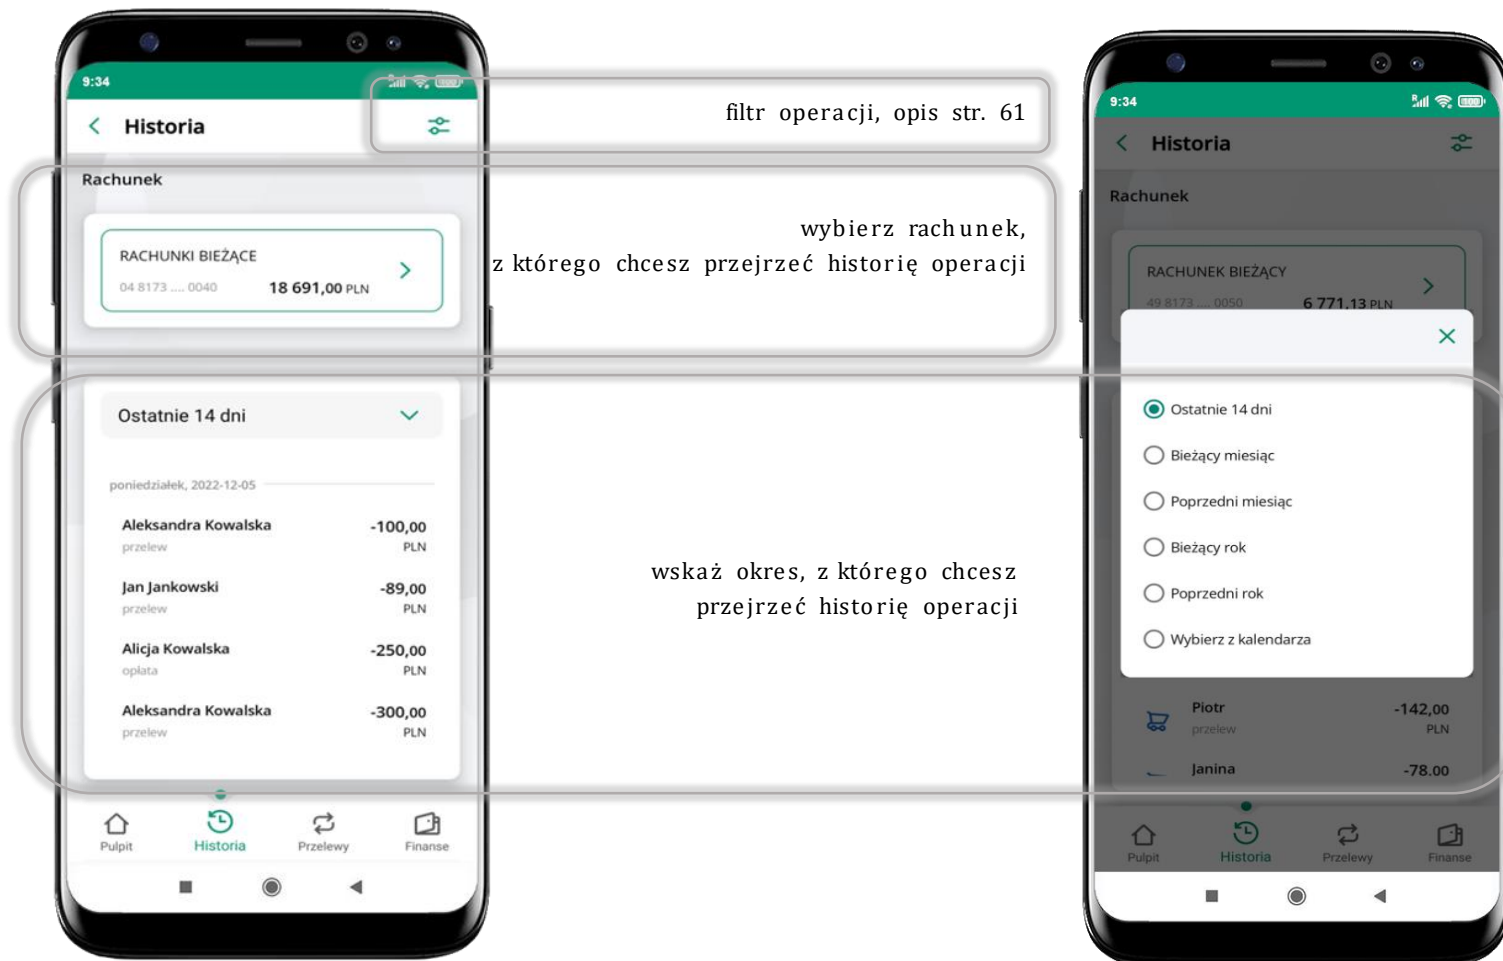 9:34
Historia
Rachunek
RACHUNKI BIEŻĄCE
04 8173 .... 0040 18 691,00 PLN
Ostatnie 14 dni
poniedziałek, 2022-12-05
Aleksandra Kowalska -100,00
przelew PLN
Jan Jankowski -89,00
przelew PLN
Alicja Kowalska -250,00
opłata PLN
Aleksandra Kowalska -300,00
przelew PLN
Pulpit Historia Przelewy Finanse
filtr operacji, opis str. 61
wybierz rachunek,
z którego chcesz przejrzeć historię operacji
wskaż okres, z którego chcesz
przejrzeć historię operacji
9:34
Historia
Rachunek
RACHUNEK BIEŻĄCY
49 8173 .... 0050 6 771,13 PLN
Ostatnie 14 dni
Bieżący miesiąc
Poprzedni miesiąc
Bieżący rok
Poprzedni rok
Wybierz z kalendarza
Piotr -142,00
przelew PLN
Janina -78.00
Pulpit Historia Przelewy Finanse